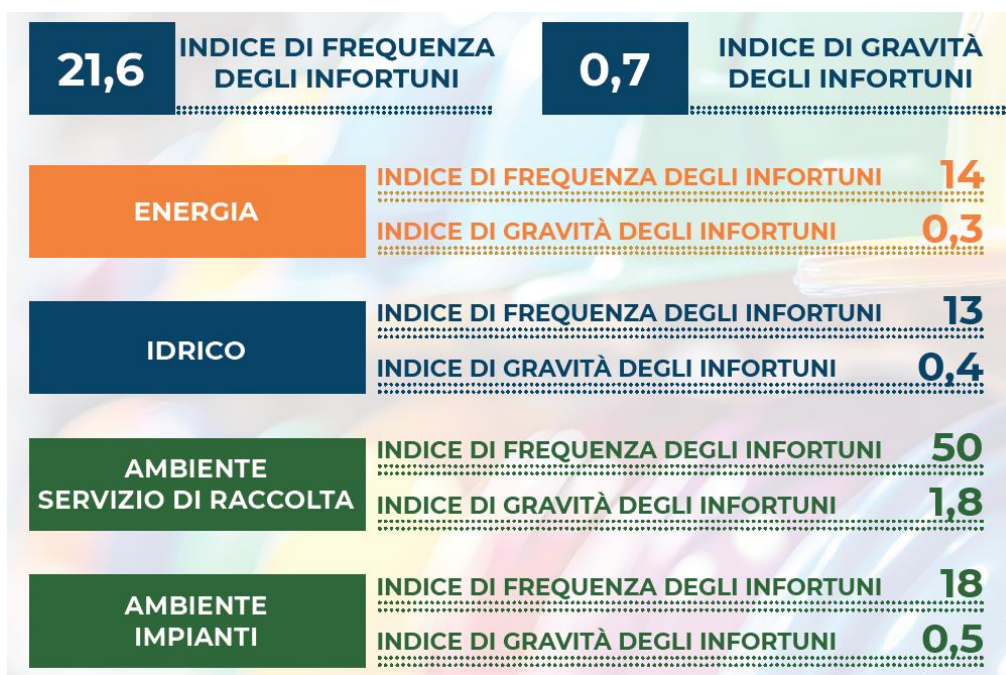 21,6
INDICE DI FREQUENZA
DEGLI INFORTUNI
0,7
INDICE DI GRAVITÀ
DEGLI INFORTUNI
ENERGIA
INDICE DI FREQUENZA DEGLI INFORTUNI 14
INDICE DI GRAVITÀ DEGLI INFORTUNI 0,3
IDRICO
INDICE DI FREQUENZA DEGLI INFORTUNI 13
INDICE DI GRAVITÀ DEGLI INFORTUNI 0,4
AMBIENTE
SERVIZIO DI RACCOLTA
INDICE DI FREQUENZA DEGLI INFORTUNI 50
INDICE DI GRAVITÀ DEGLI INFORTUNI 1,8
AMBIENTE
IMPIANTI
INDICE DI FREQUENZA DEGLI INFORTUNI 18
INDICE DI GRAVITÀ DEGLI INFORTUNI 0,5